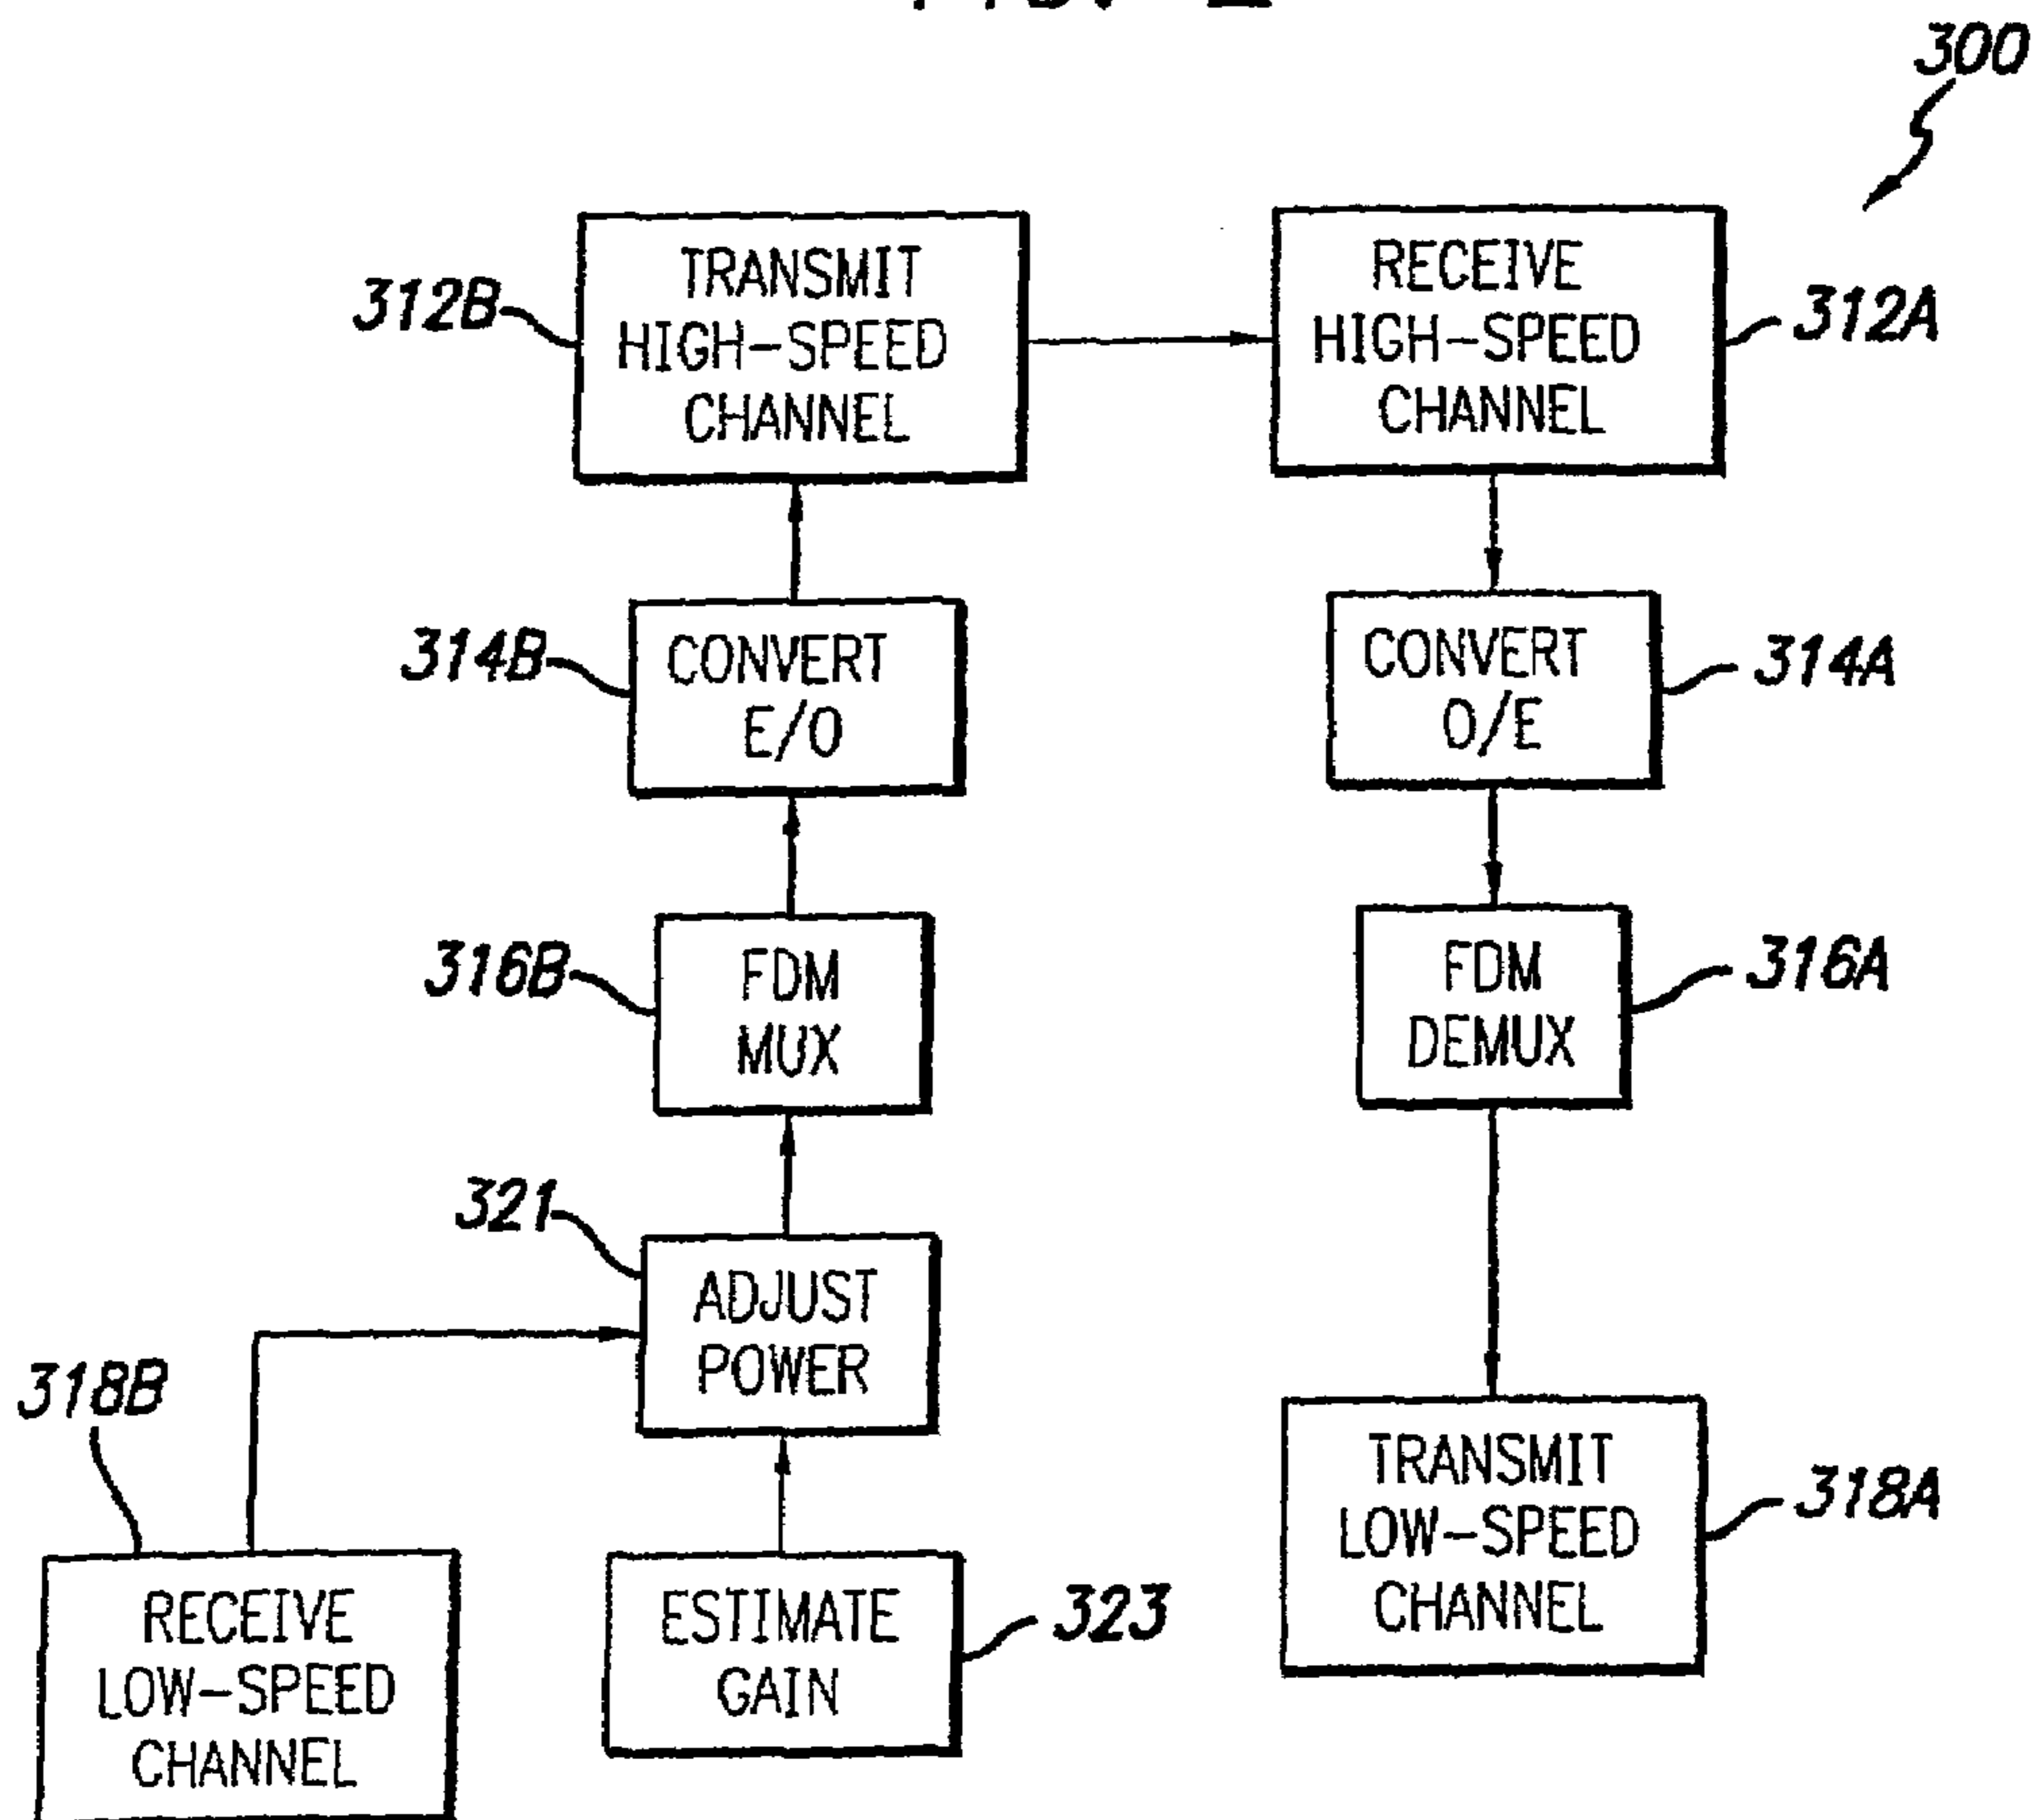 300
TRANSMIT
HIGH-SPEED
CHANNEL
312B
RECEIVE
HIGH-SPEED
CHANNEL
312A
CONVERT
E/O
314B
CONVERT
O/E
314A
FDM
MUX
316B
FDM
DEMUX
316A
321
ADJUST
POWER
318B
TRANSMIT
LOW-SPEED
CHANNEL
318A
RECEIVE
LOW-SPEED
CHANNEL
ESTIMATE
GAIN
323